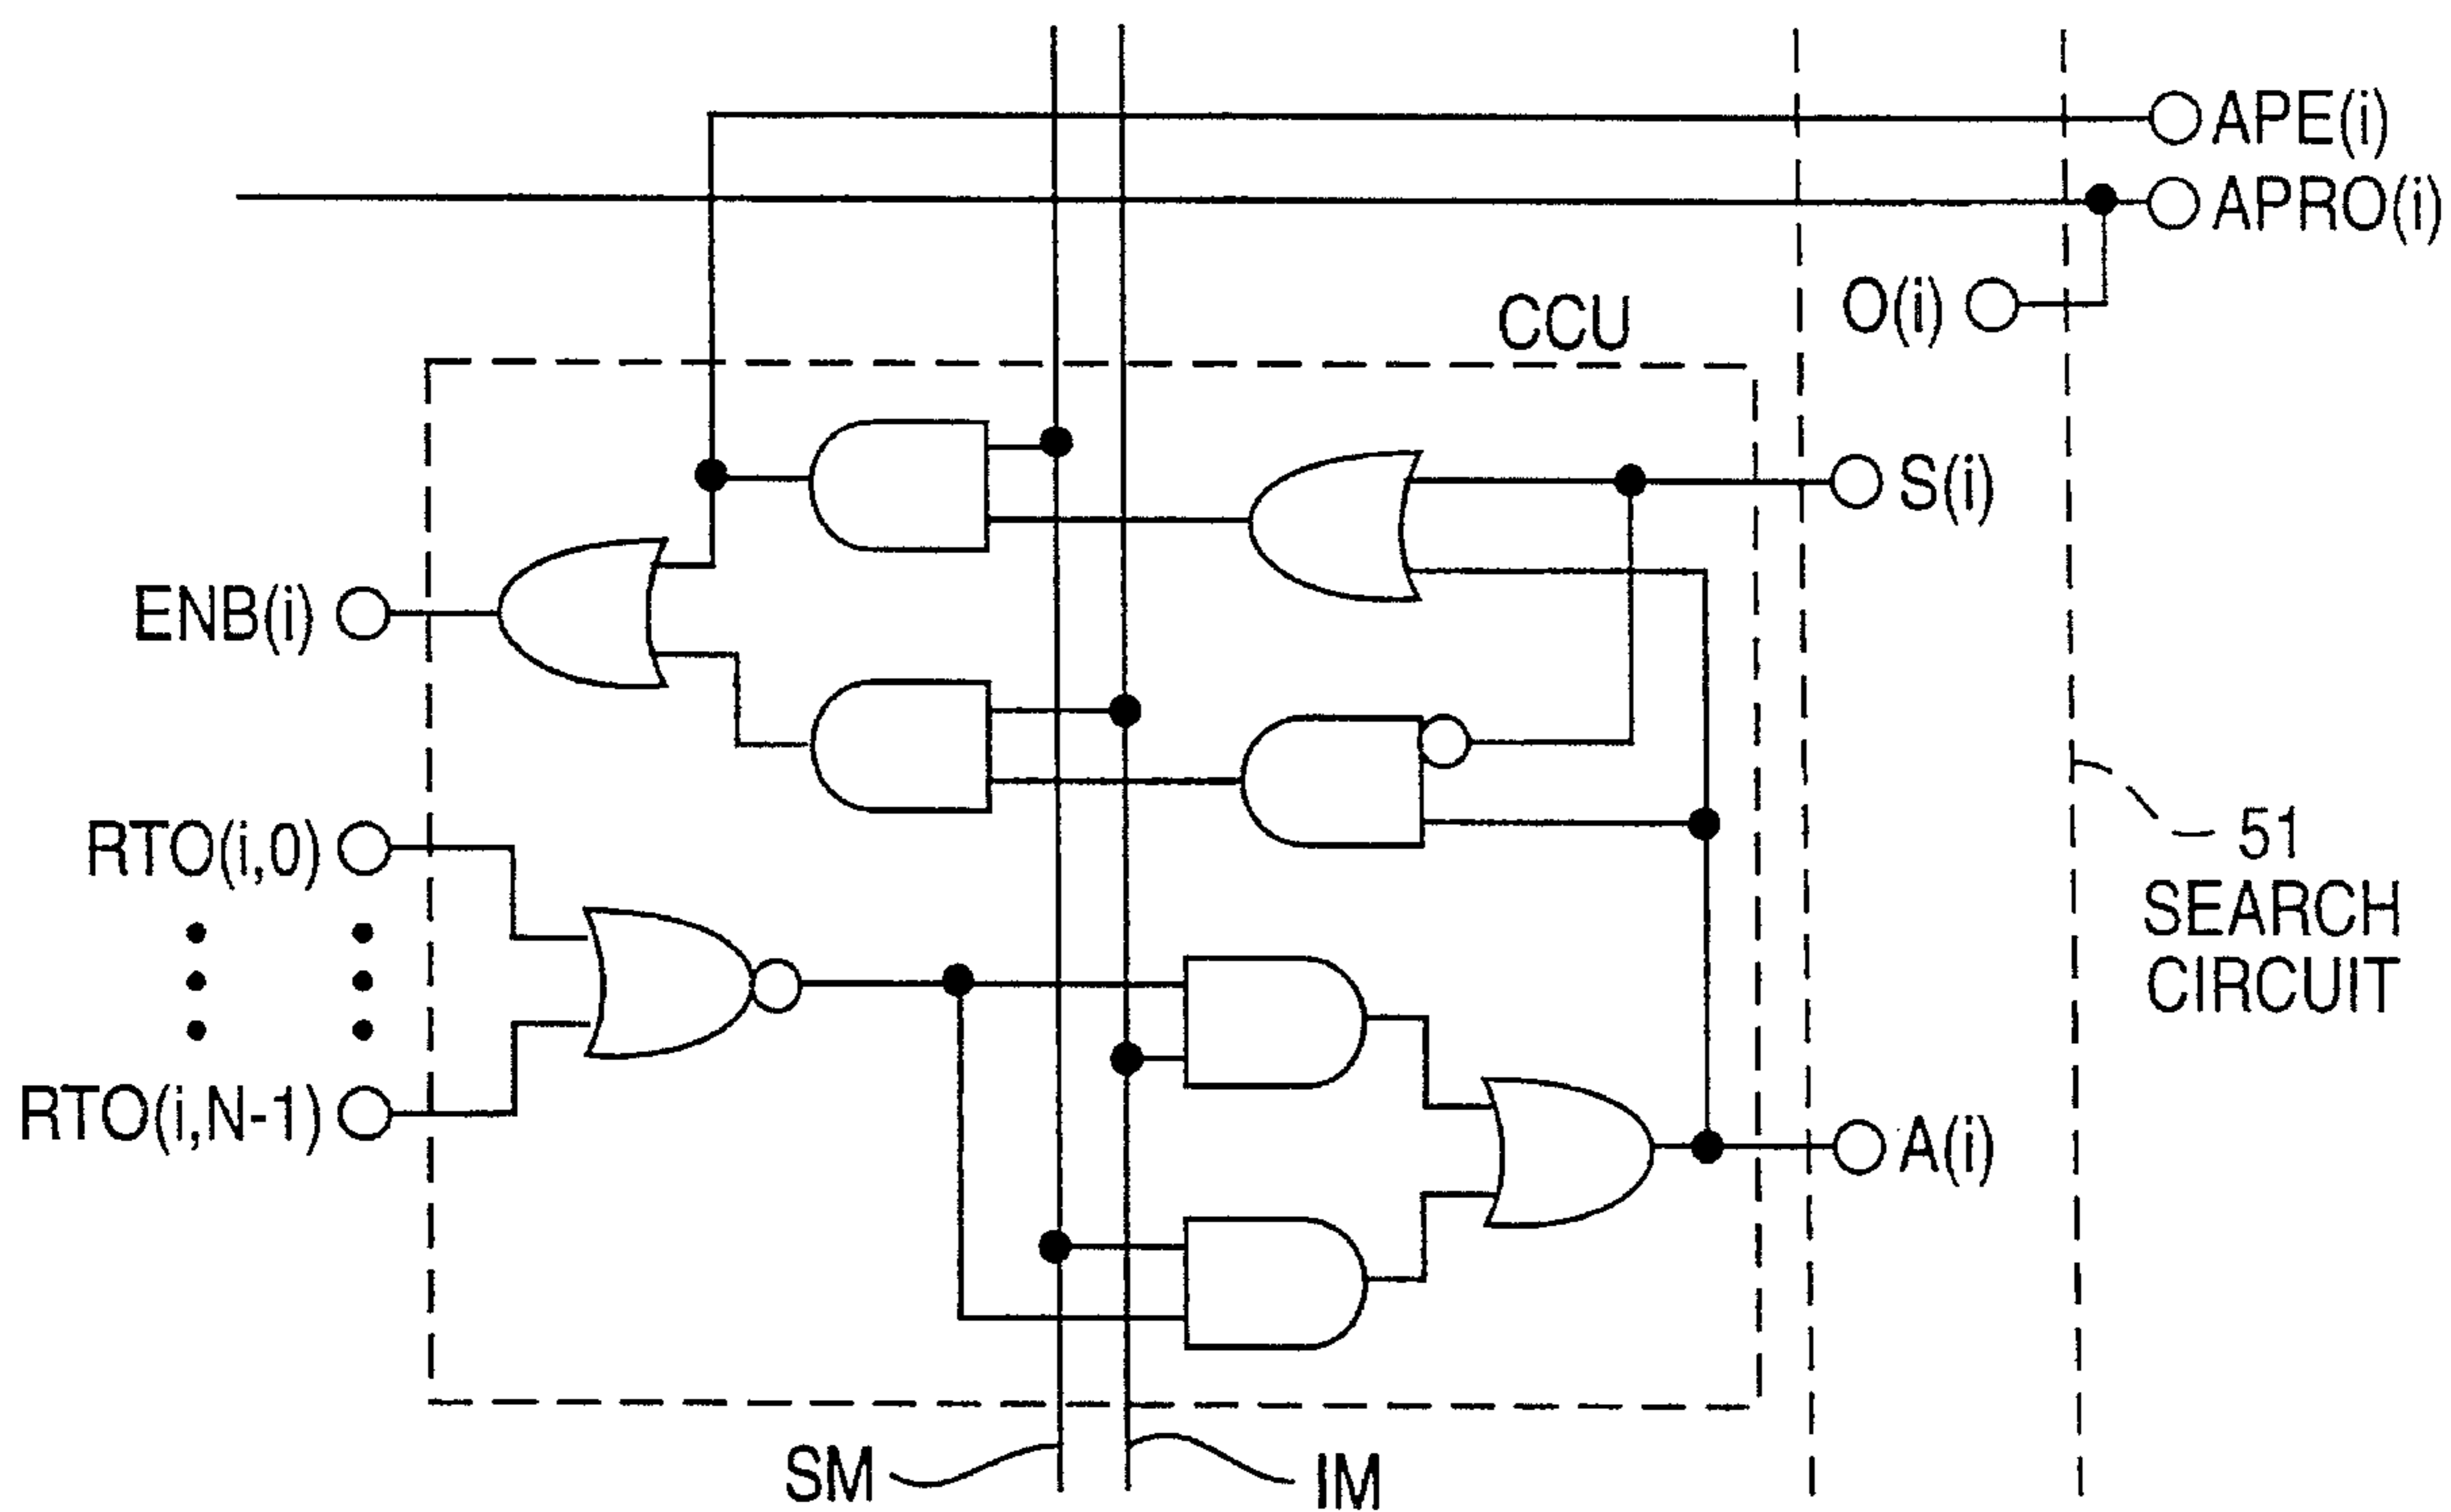 APE(i)
APRO(i)
O(i)
CCU
S(i)
ENB(i)
RTO(i,0)
51
SEARCH
CIRCUIT
RTO(i,N-1)
A(i)
SM
IM